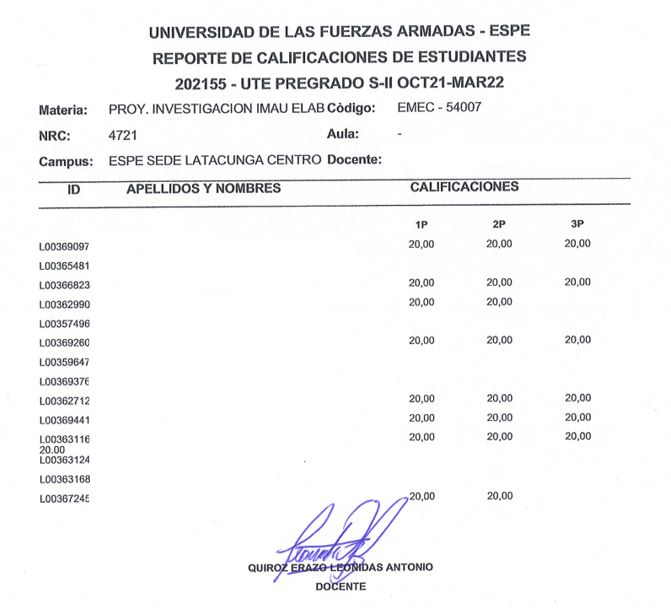 UNIVERSIDAD DE LAS FUERZAS ARMADAS - ESPE
REPORTE DE CALIFICACIONES DE ESTUDIANTES
202155 - UTE PREGRADO S-II OCT21-MAR22
Materia: PROY. INVESTIGACION IMAU ELAB Còdigo: EMEC - 54007
NRC: 4721 Aula: -
Campus: ESPE SEDE LATACUNGA CENTRO Docente:
ID APELLIDOS Y NOMBRES CALIFICACIONES
1P 2P 3P
L00369097 20,00 20,00 20,00
L00365481
L00366823 20,00 20,00 20,00
L00362990 20,00 20,00
L00357496
L00369260 20,00 20,00 20,00
L00359647
L00369376
L00362712 20,00 20,00 20,00
L00369441 20,00 20,00 20,00
L00363116 20,00 20,00 20,00
20.00
L00363124
L00363168
L00367245 20,00 20,00
QUIROZ ERAZO LEONIDAS ANTONIO
DOCENTE